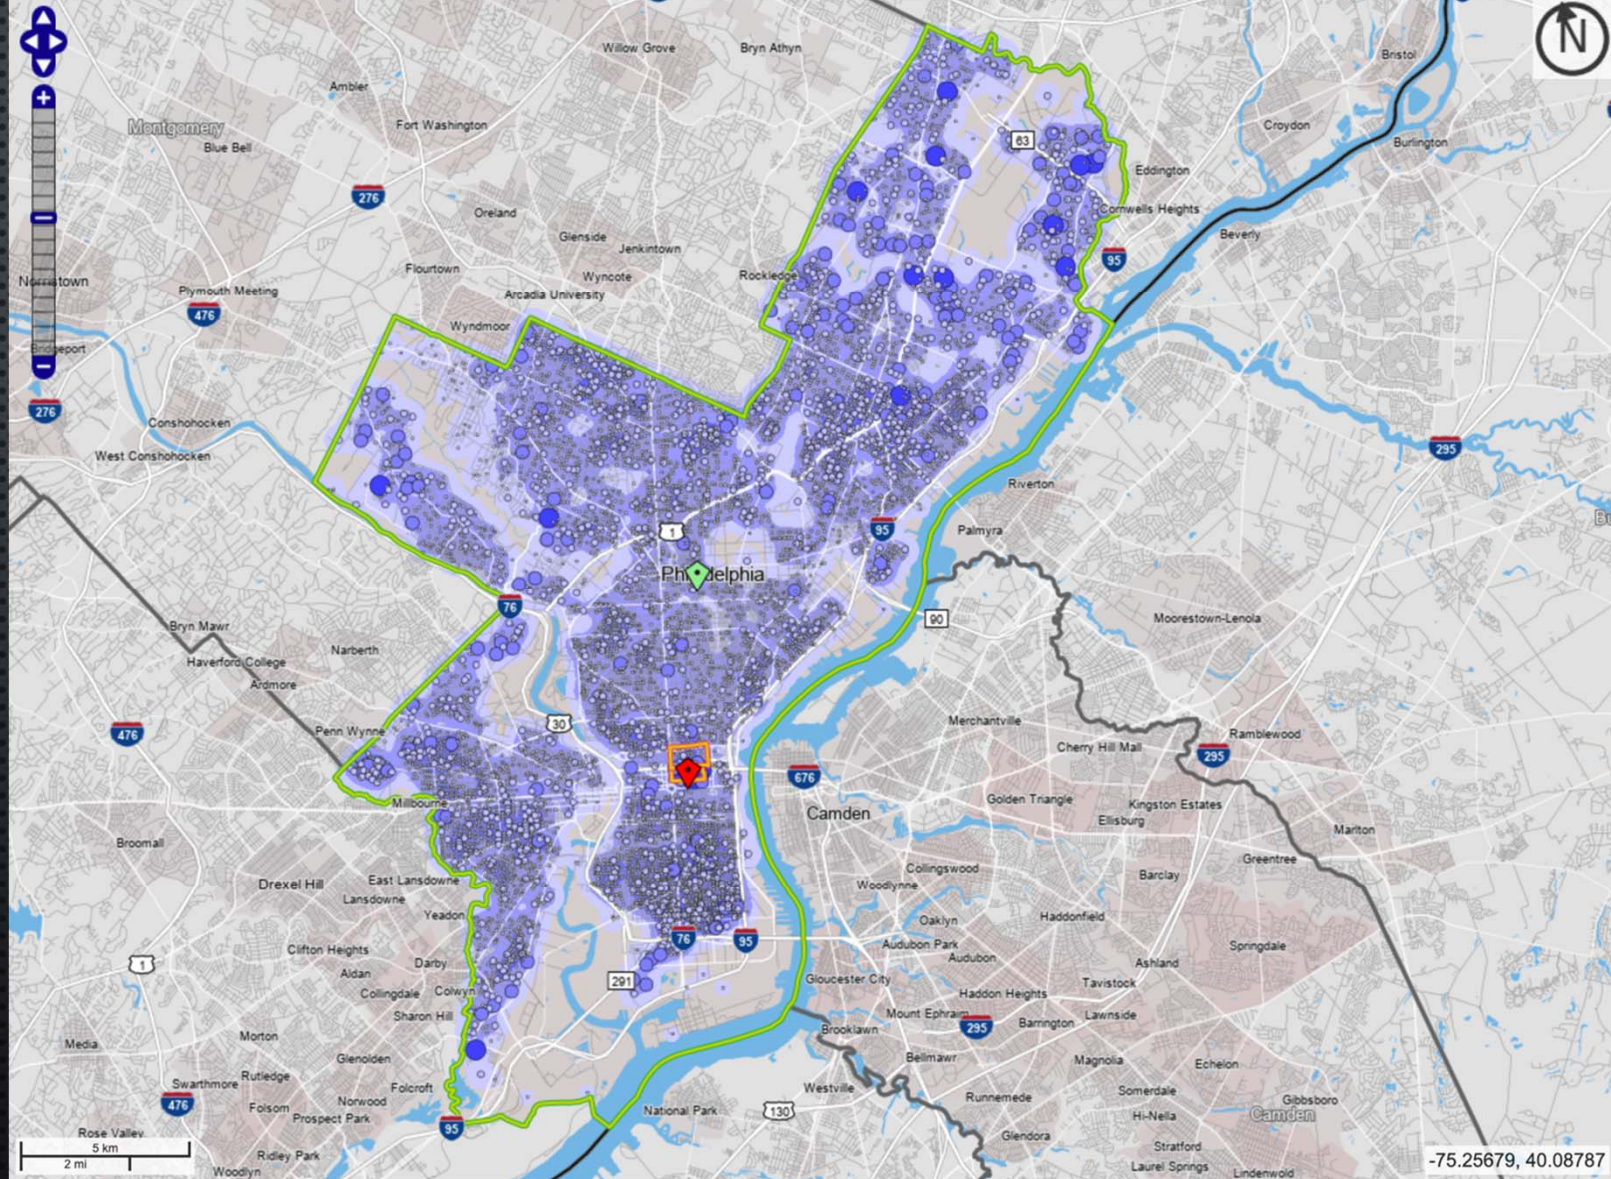 Willow Grove
Bryn Athyn
N
Bristol
Ambler
Montgomery
Fort Washington
Croydon
Blue Bell
63
Burlington
Eddington
276
Oreland
Cornwells Heights
Glenside
Jenkintown
Beverly
95
Flourtown
Wyncote
Rockledge
Norristown
Plymouth Meeting
Arcadia University
476
Wyndmoor
276
Conshohocken
295
West Conshohocken
Riverton
95
Palmyra
1
Philadelphia
76
90
Bryn Mawr
Moorestown-Lenola
Narberth
Haverford College
Ardmore
30
Merchantville
476
Penn Wynne
Cherry Hill Mall
Ramblewood
295
676
Golden Triangle
Kingston Estates
Millbourne
Camden
Ellisburg
Marlton
Broomall
Greentree
Collingswood
Barclay
Drexel Hill
East Lansdowne
Woodlynne
Lansdowne
Yeadon
Oaklyn
Haddonfield
76
95
Audubon Park
Springdale
Clifton Heights
Audubon
1
Darby
Ashland
Aldan
291
Gloucester City
Tavistock
Collingdale
Colwyn
Haddon Heights
Sharon Hill
Mount Ephraim
295
Barrington
Lawnside
Brooklawn
Morton
Media
Glenolden
Bellmawr
Magnolia
Echelon
Rutledge
Swarthmore
Folcroft
Westville
Somerdale
476
Norwood
Runnemede
Gibbsboro
Folsom
Prospect Park
National Park
130
Hi-Nella
Camden
95
Rose Valley
Glendora
5 km
Stratford
2 mi
Ridley Park
Laurel Springs
-75.25679, 40.08787
Woodlyn
Lindenwold